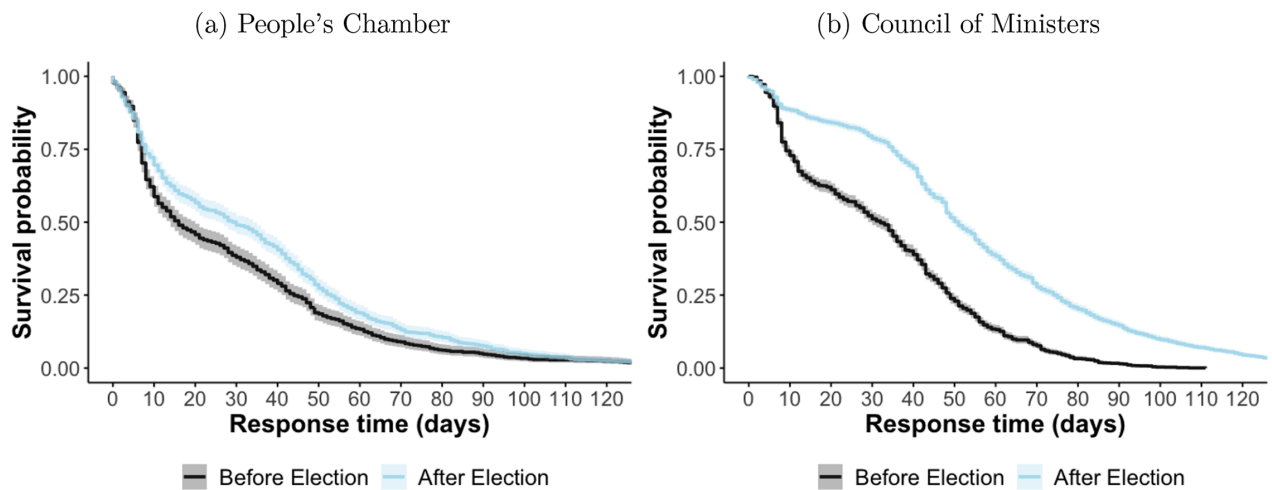 (a) People's Chamber
Survival probability
1.00
0.75
0.50
0.25
0.00
0 10 20 30 40 50 60 70 80 90 100 110 120
Response time (days)
Before Election After Election
(b) Council of Ministers
Survival probability
1.00
0.75
0.50
0.25
0.00
0 10 20 30 40 50 60 70 80 90 100 110 120
Response time (days)
Before Election After Election